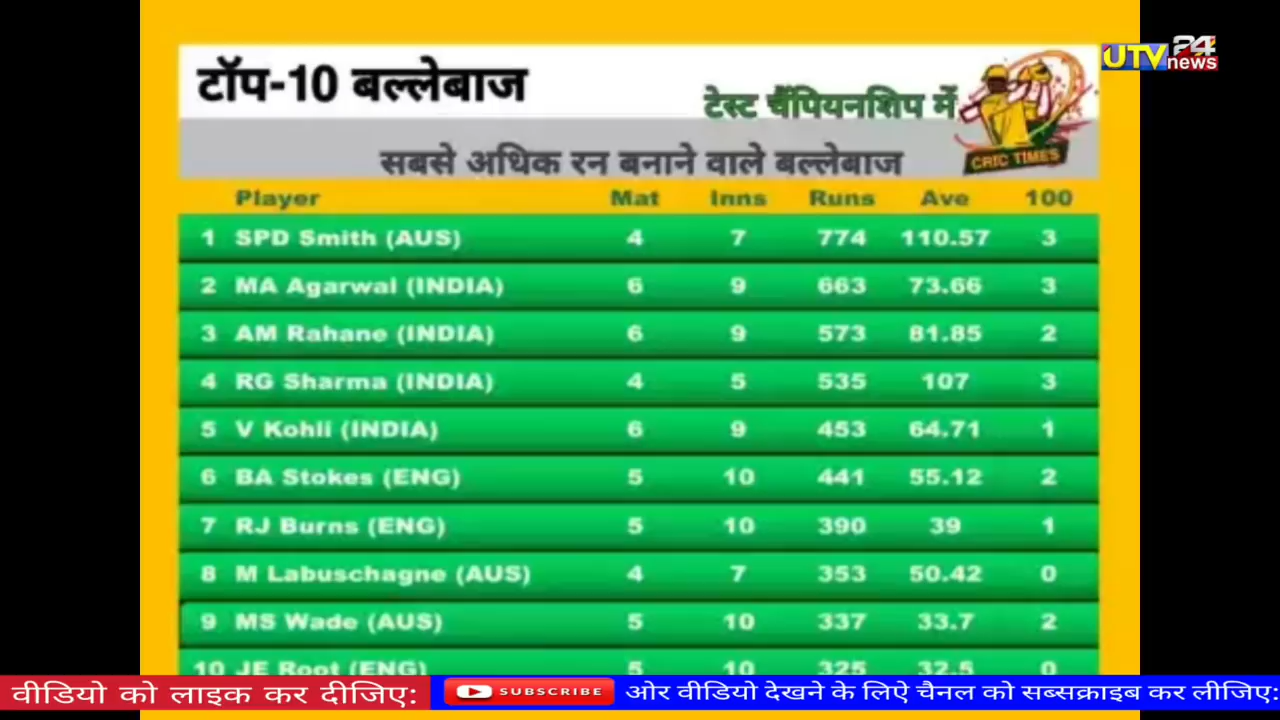 टॉप-10 बल्लेबाज
UTV 24 news
टेस्ट चैंपियनशिप में
CRIC TIMES
सबसे अधिक रन बनाने वाले बल्लेबाज
Player Mat Inns Runs Ave 100
1 SPD Smith (AUS) 4 7 774 110.57 3
2 MA Agarwal (INDIA) 6 9 663 73.66 3
3 AM Rahane (INDIA) 6 9 573 81.85 2
4 RG Sharma (INDIA) 4 5 535 107 3
5 V Kohli (INDIA) 6 9 453 64.71 1
6 BA Stokes (ENG) 5 10 441 55.12 2
7 RJ Burns (ENG) 5 10 390 39 1
8 M Labuschagne (AUS) 4 7 353 50.42 0
9 MS Wade (AUS) 5 10 337 33.7 2
10 JE Root (ENG) 5 10 325 32.5 0
वीडियो को लाइक कर दीजिए: SUBSCRIBE ओर वीडियो देखने के लिऐ चैनल को सब्सक्राइब कर लीजिए: